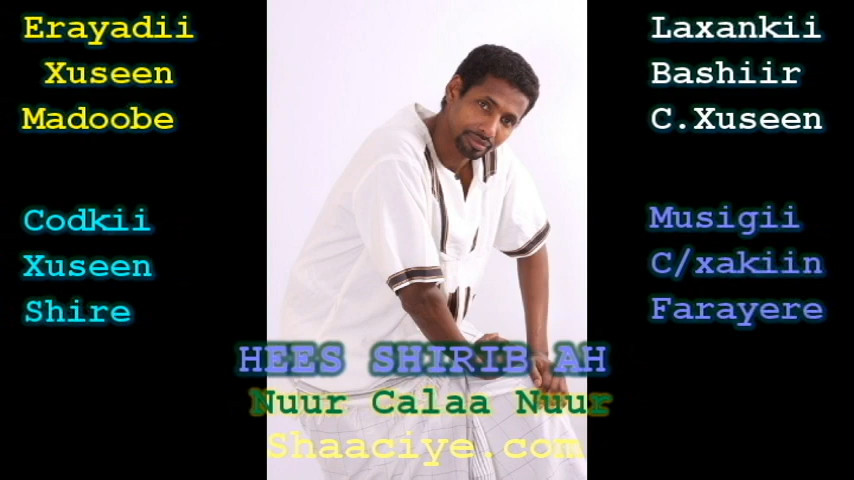 Erayadii
Xuseen
Madoobe
Codkii
Xuseen
Shire
Laxankii
Bashiir
C.Xuseen
Musigii
C/xakiin
Farayere
HEES SHIRIB AH
Nuur Calaa Nuur
Shaaciye.com